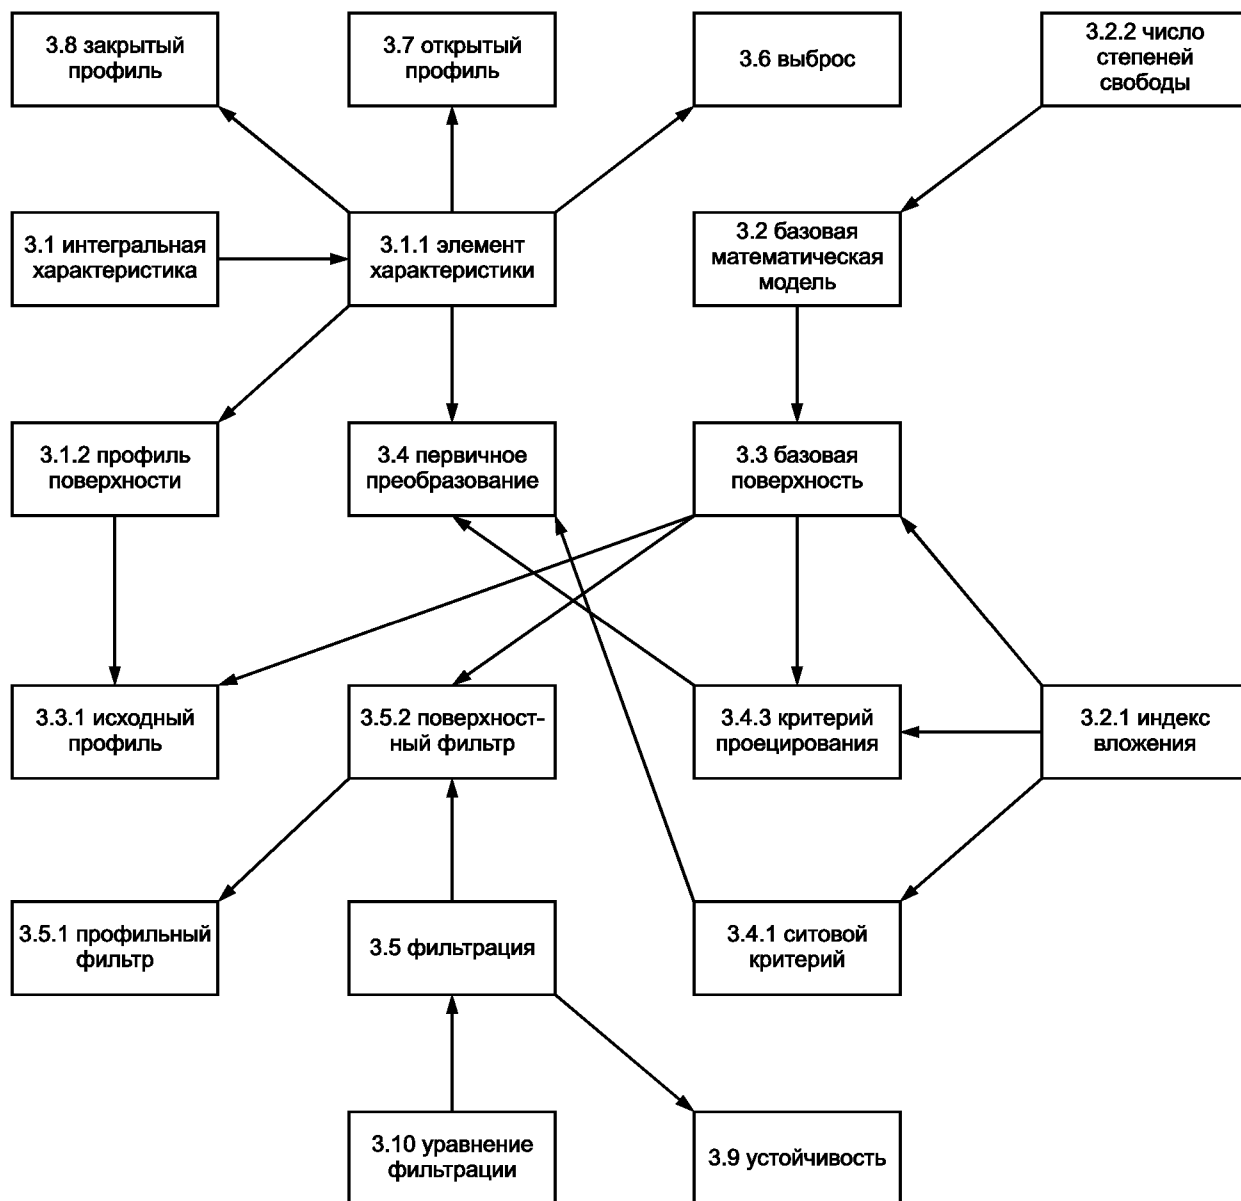 3.8 закрытый
профиль
3.7 открытый
профиль
3.6 выброс
3.2.2 число
степеней
свободы
3.1 интегральная
характеристика
3.1.1 элемент
характеристики
3.2 базовая
математическая
модель
3.1.2 профиль
поверхности
3.4 первичное
преобразование
3.3 базовая
поверхность
3.3.1 исходный
профиль
3.5.2 поверхност-
ный фильтр
3.4.3 критерий
проецирования
3.2.1 индекс
вложения
3.5.1 профильный
фильтр
3.5 фильтрация
3.4.1 ситовой
критерий
3.10 уравнение
фильтрации
3.9 устойчивость